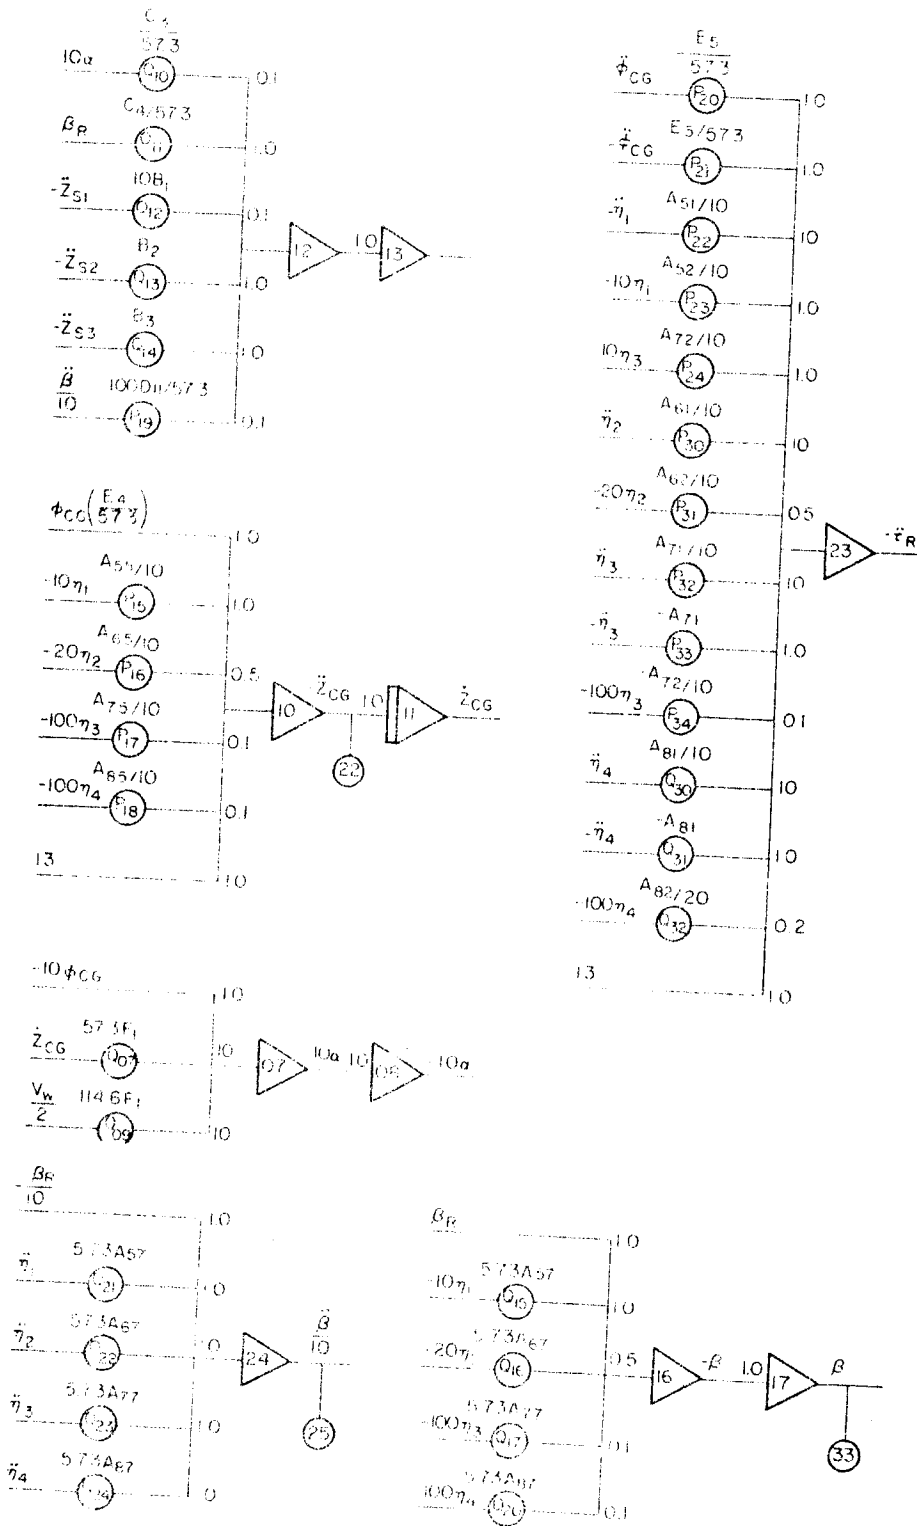 C3
57.3
10α Q10 0.1
C4/57.3
βR Q11 1.0
10B1
-Z̈S1 Q12 0.1
B2
-Z̈S2 Q13 1.0
12 1.0 13
B3
-Z̈S3 Q14 1.0
β̈
10
100D11/57.3
P19 0.1
φCG(E4/57.3) 1.0
A55/10
-10η1 P15 1.0
A65/10
-20η2 P16 0.5
10 Z̈CG 1.0 11 ŻCG
22
A75/10
-100η3 P17 0.1
A85/10
-100η4 P18 0.1
13 1.0
-10φCG 1.0
57.3F1
ŻCG Q07 10
07 10α 1.0 08 -10α
VW
2
114.6F1
09 10
-βR
10
1.0
5.73A57
η̈1 Q21 1.0
5.73A67
η̈2
24
β̈
10
25
5.73A77
η̈3 1.0
5.73A87
η̈4
E5
57.3
φ̈CG P20 1.0
E5/57.3
P21 1.0
A51/10
-η̈1 P22 10
A52/10
-10η1 P23 1.0
A72/10
10η3 P24 1.0
A61/10
η̈2 P30 10
A62/10
-20η2 P31 0.5
23 -τ̈R
A71/10
η̈3 P32 10
-A71
-η̈3 P33 1.0
-A72/10
-100η3 P34 0.1
A81/10
η̈4 Q30 10
-A81
-η̈4 Q31 1.0
A82/20
-100η4 Q32 0.2
13 1.0
βR 1.0
5.73A57
-10η1 Q15 1.0
5.73A67
-20η Q16 0.5
16 -β 1.0 17 β
33
5.73A77
-100η3 Q17 0.1
5.73A87
100η4 Q20 0.1